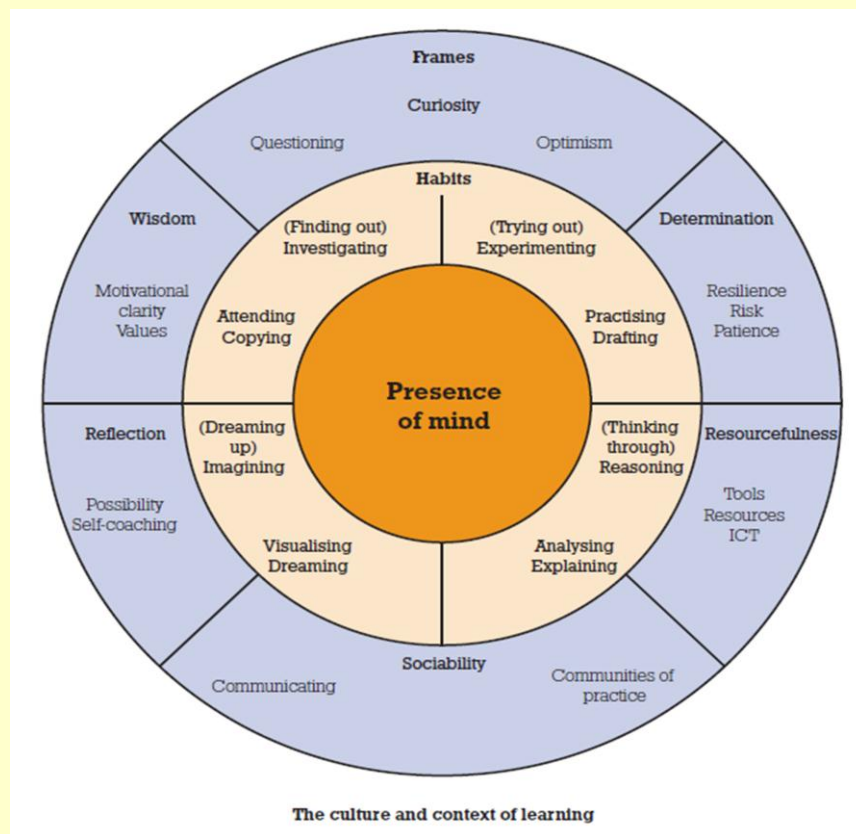 Frames
Curiosity
Questioning
Optimism
Habits
Wisdom
Motivational
clarity
Values
(Finding out)
Investigating
Attending
Copying
(Trying out)
Experimenting
Practising
Drafting
Determination
Resilience
Risk
Patience
Presence
of mind
Reflection
Possibility
Self-coaching
(Dreaming
up)
Imagining
Visualising
Dreaming
(Thinking
through)
Reasoning
Analysing
Explaining
Resourcefulness
Tools
Resources
ICT
Sociability
Communicating
Communities of
practice
The culture and context of learning